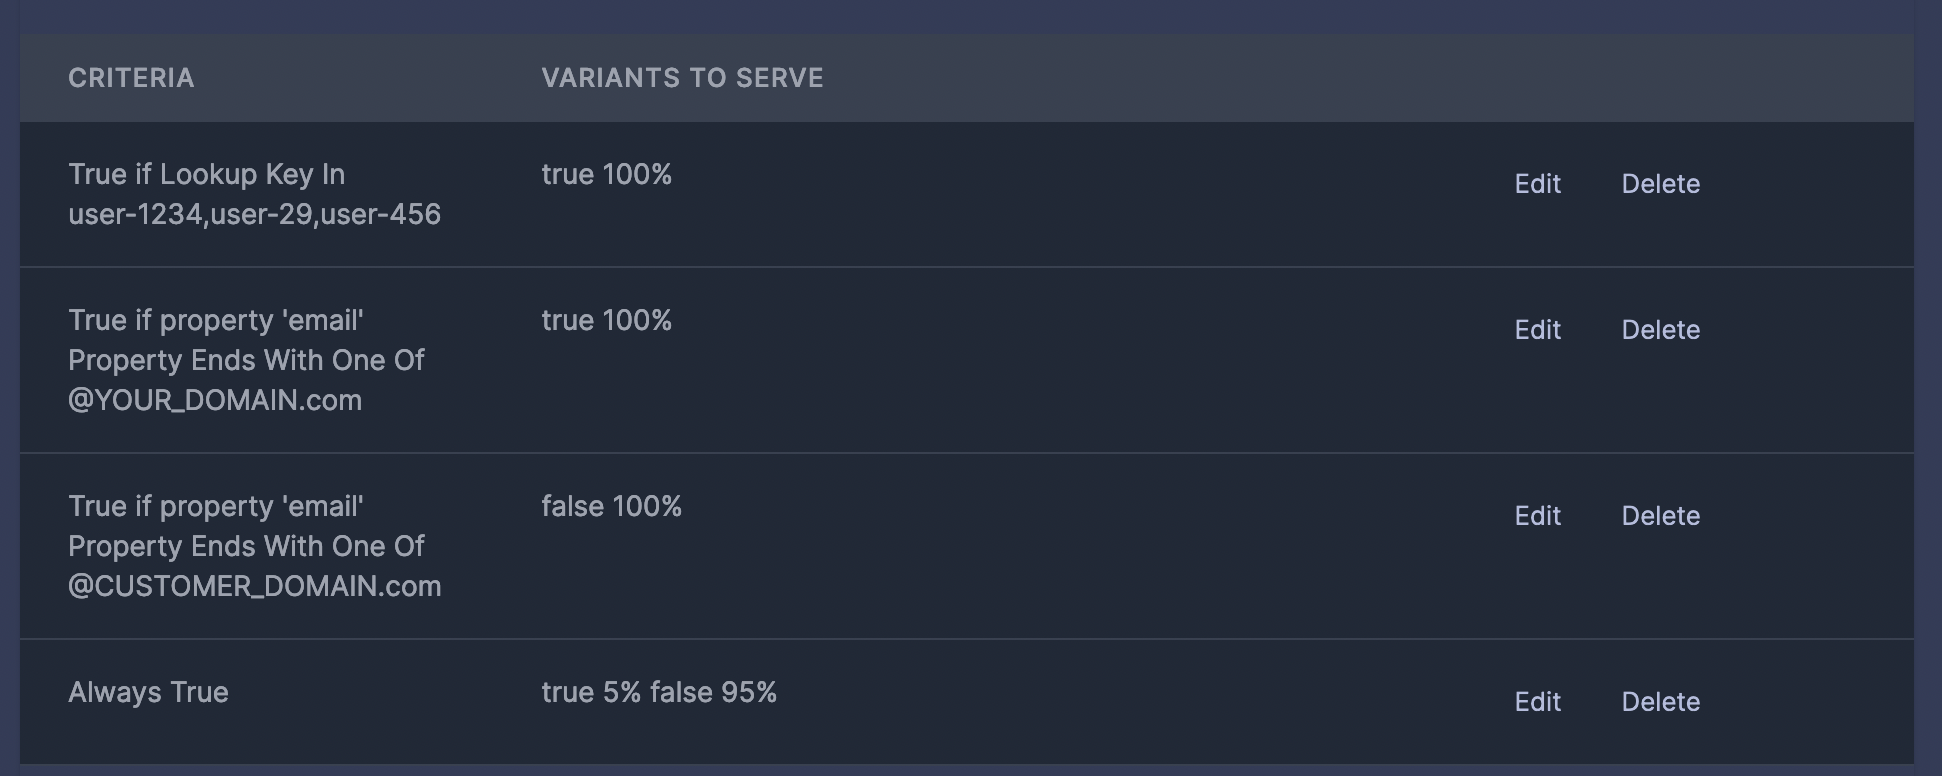 CRITERIA VARIANTS TO SERVE
True if Lookup Key In true 100% Edit Delete
user-1234,user-29,user-456
True if property 'email' true 100% Edit Delete
Property Ends With One Of
@YOUR_DOMAIN.com
True if property 'email' false 100% Edit Delete
Property Ends With One Of
@CUSTOMER_DOMAIN.com
Always True true 5% false 95% Edit Delete